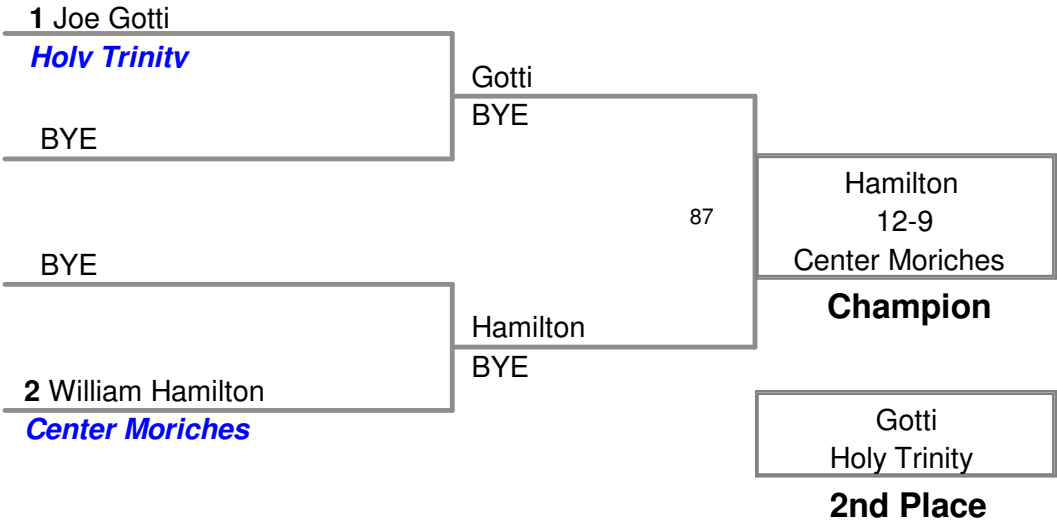 1 Joe Gotti
Holy Trinity
Gotti
BYE
BYE
Hamilton
87
12-9
BYE
Center Moriches
Champion
Hamilton
BYE
2 William Hamilton
Center Moriches
Gotti
Holy Trinity
2nd Place